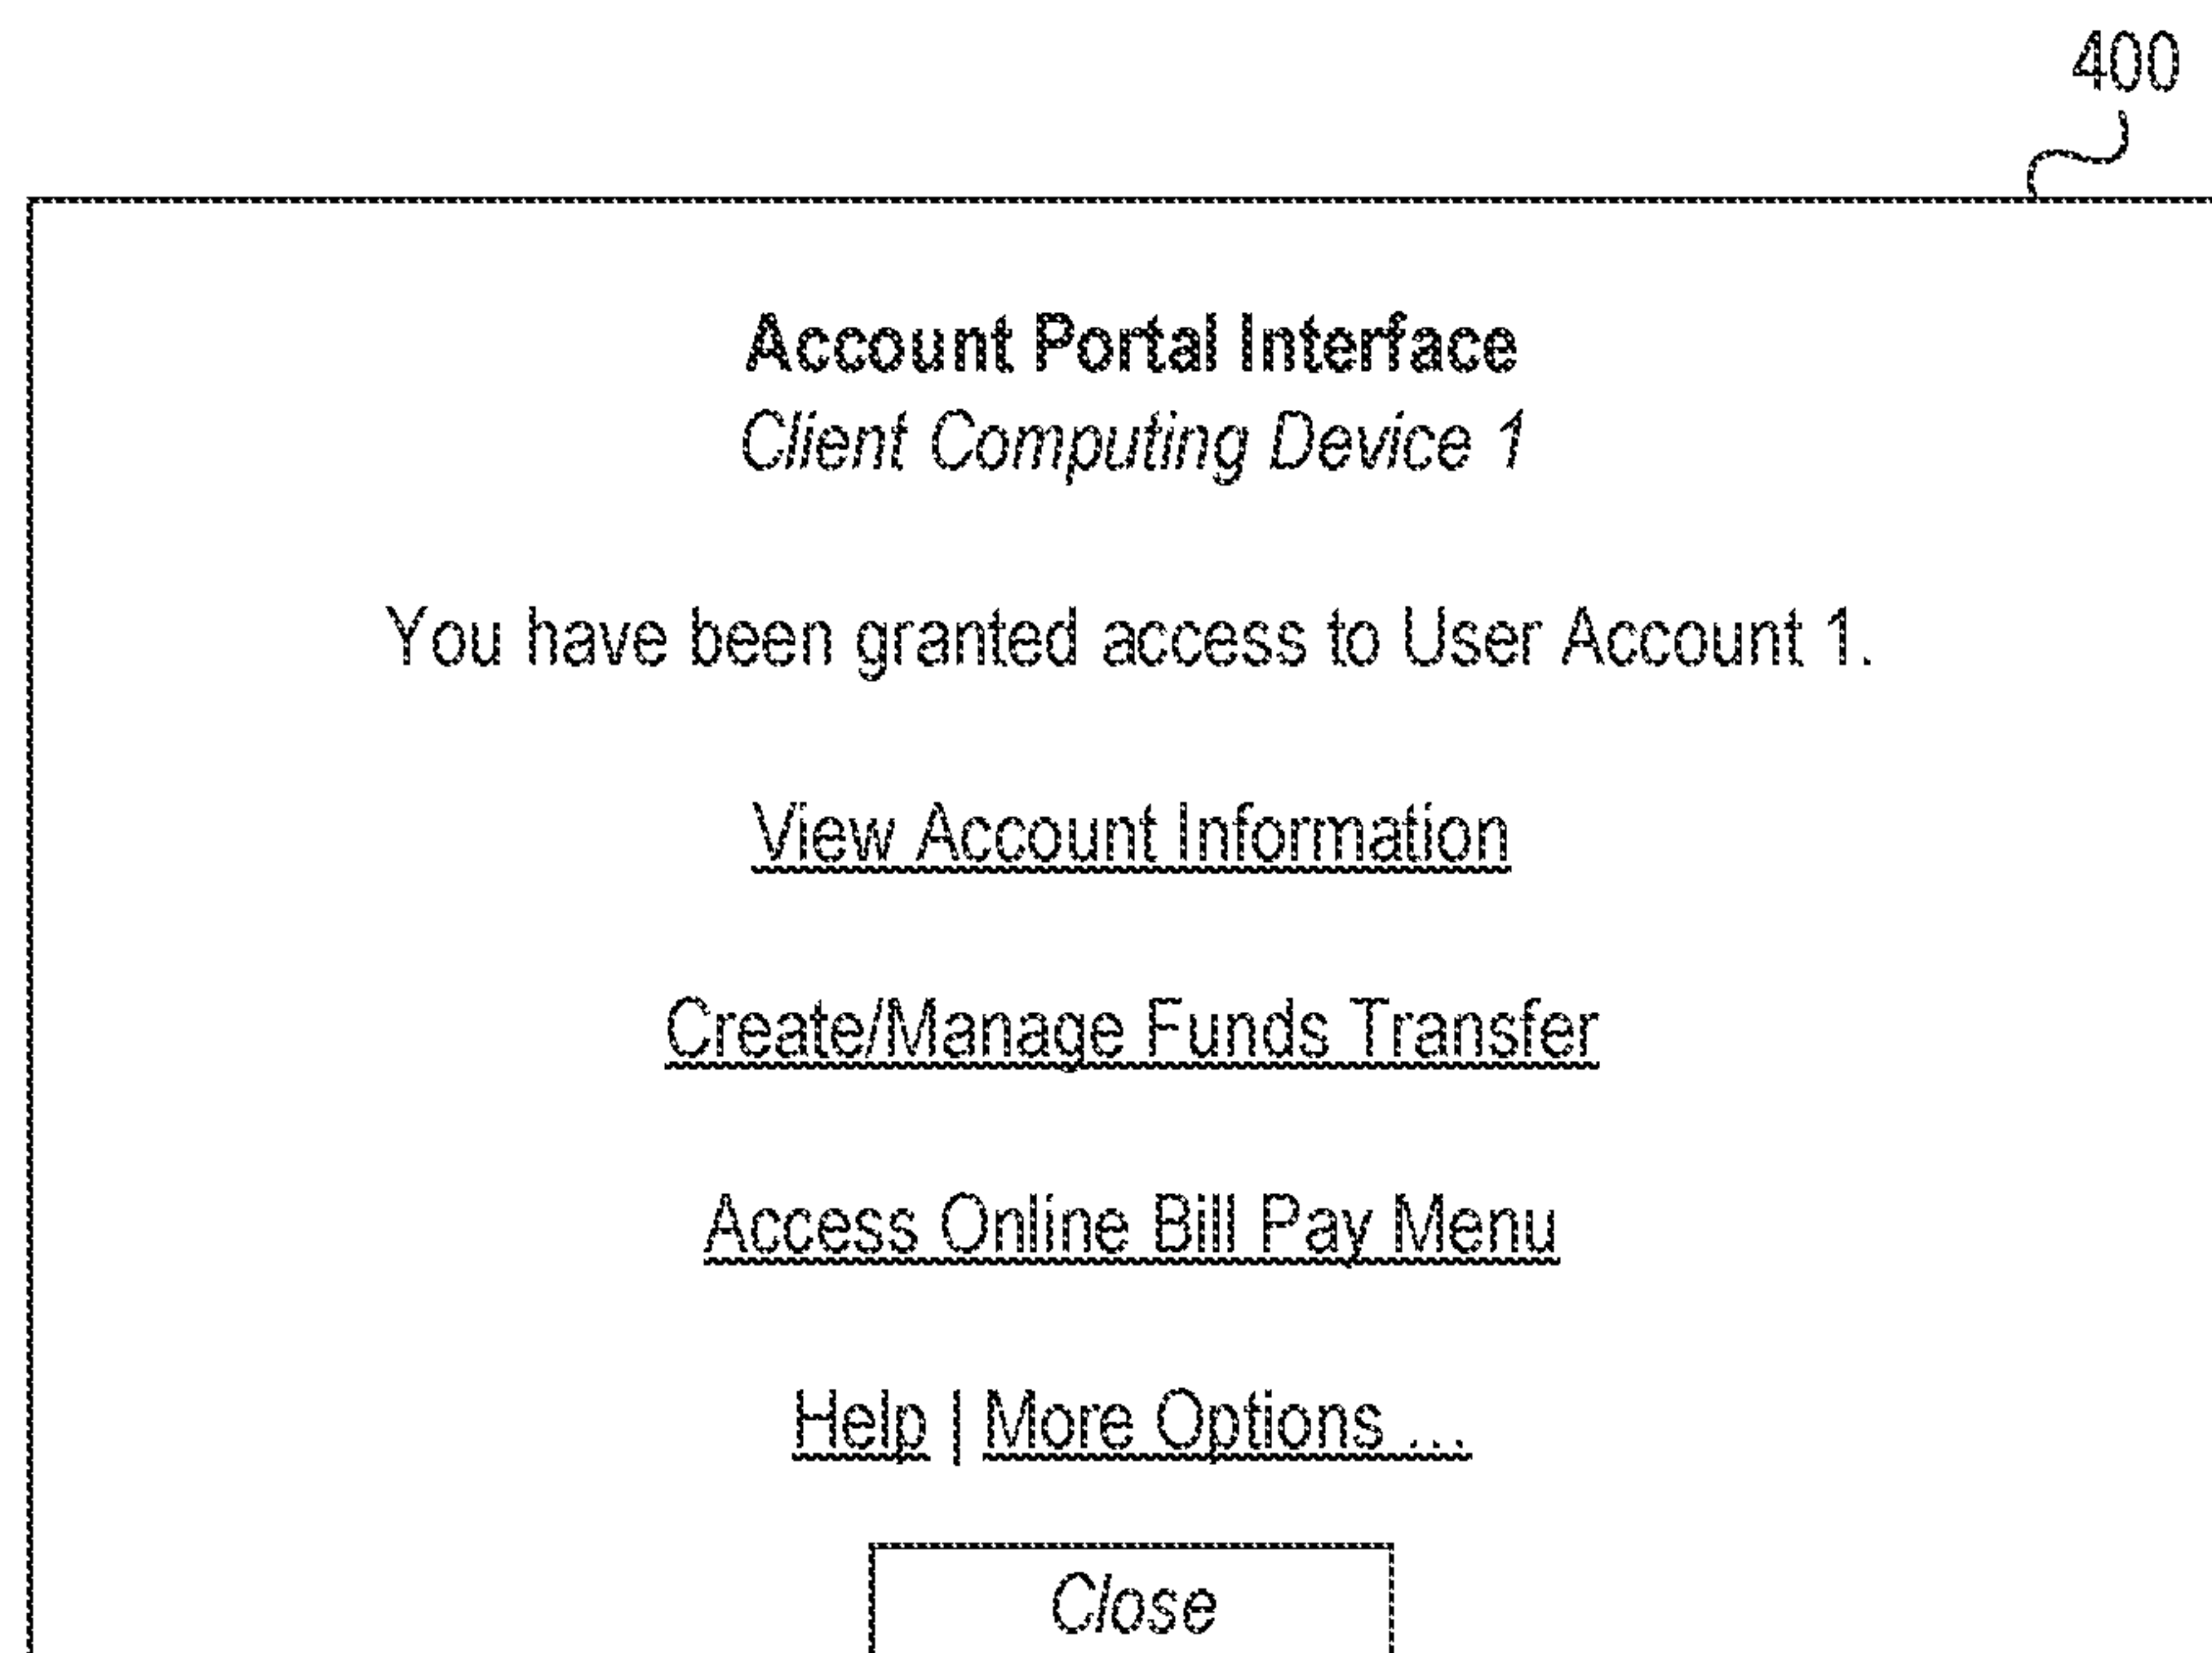 400
Account Portal Interface
Client Computing Device 1
You have been granted access to User Account 1.
View Account Information
Create/Manage Funds Transfer
Access Online Bill Pay Menu
Help | More Options ...
Close